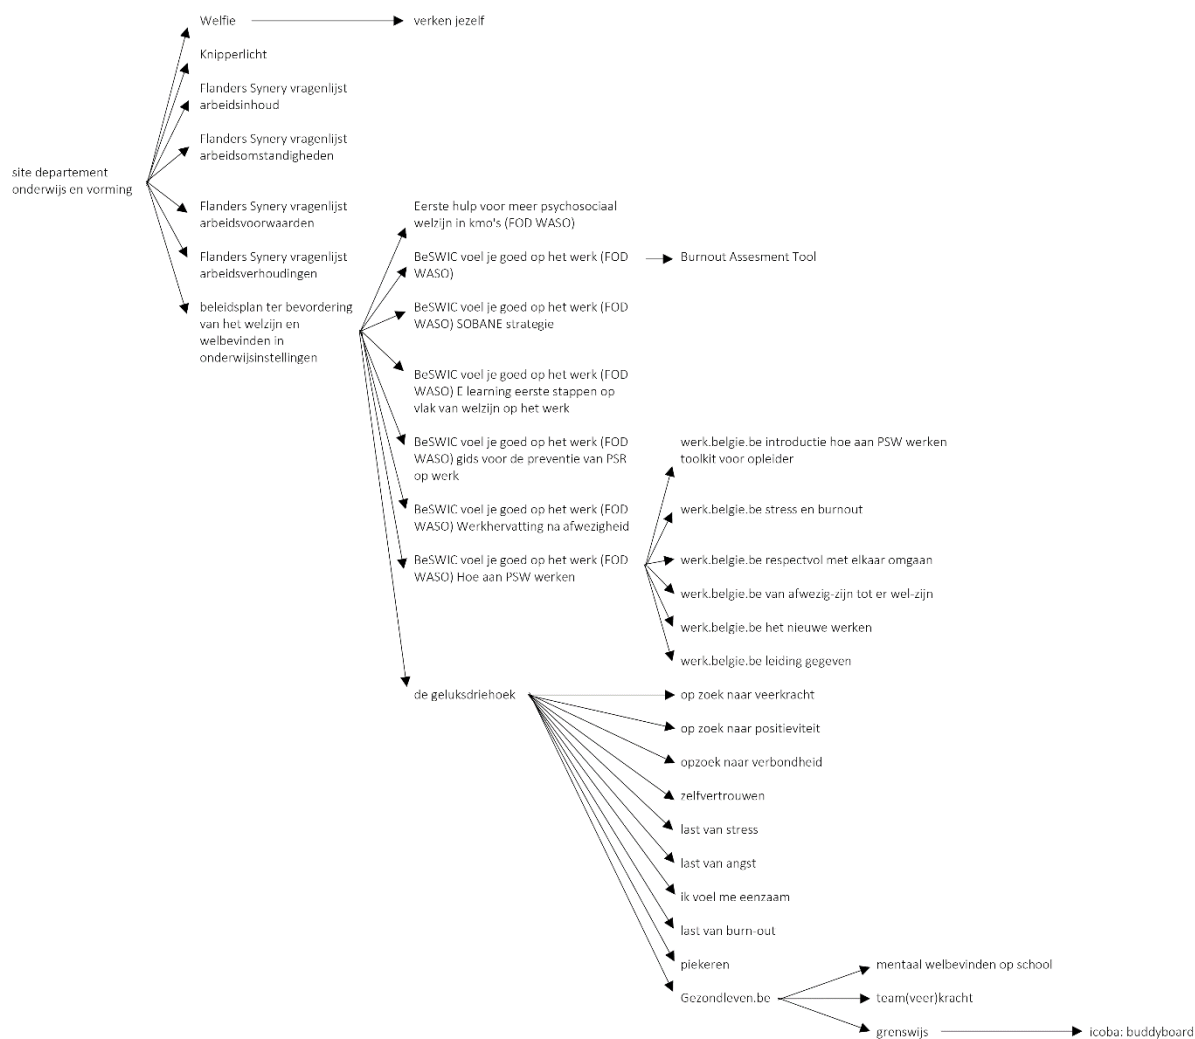 Welfie
verken jezelf
Knipperlicht
Flanders Synery vragenlijst
arbeidsinhoud
Flanders Synery vragenlijst
arbeidsomstandigheden
site departement
onderwijs en vorming
Flanders Synery vragenlijst
arbeidsvoorwaarden
Flanders Synery vragenlijst
arbeidsverhoudingen
beleidsplan ter bevordering
van het welzijn en
welbevinden in
onderwijsinstellingen
Eerste hulp voor meer psychosociaal
welzijn in kmo's (FOD WASO)
BeSWIC voel je goed op het werk (FOD
WASO)
Burnout Assesment Tool
BeSWIC voel je goed op het werk (FOD
WASO) SOBANE strategie
BeSWIC voel je goed op het werk (FOD
WASO) E learning eerste stappen op
vlak van welzijn op het werk
BeSWIC voel je goed op het werk (FOD
WASO) gids voor de preventie van PSR
op werk
BeSWIC voel je goed op het werk (FOD
WASO) Werkhervatting na afwezigheid
BeSWIC voel je goed op het werk (FOD
WASO) Hoe aan PSW werken
werk.belgie.be introductie hoe aan PSW werken
toolkit voor opleider
werk.belgie.be stress en burnout
werk.belgie.be respectvol met elkaar omgaan
werk.belgie.be van afwezig-zijn tot er wel-zijn
werk.belgie.be het nieuwe werken
werk.belgie.be leiding gegeven
de geluksdriehoek
op zoek naar veerkracht
op zoek naar positieviteit
opzoek naar verbondheid
zelfvertrouwen
last van stress
last van angst
ik voel me eenzaam
last van burn-out
piekeren
Gezondleven.be
mentaal welbevinden op school
team(veer)kracht
grenswijs
icoba: buddyboard